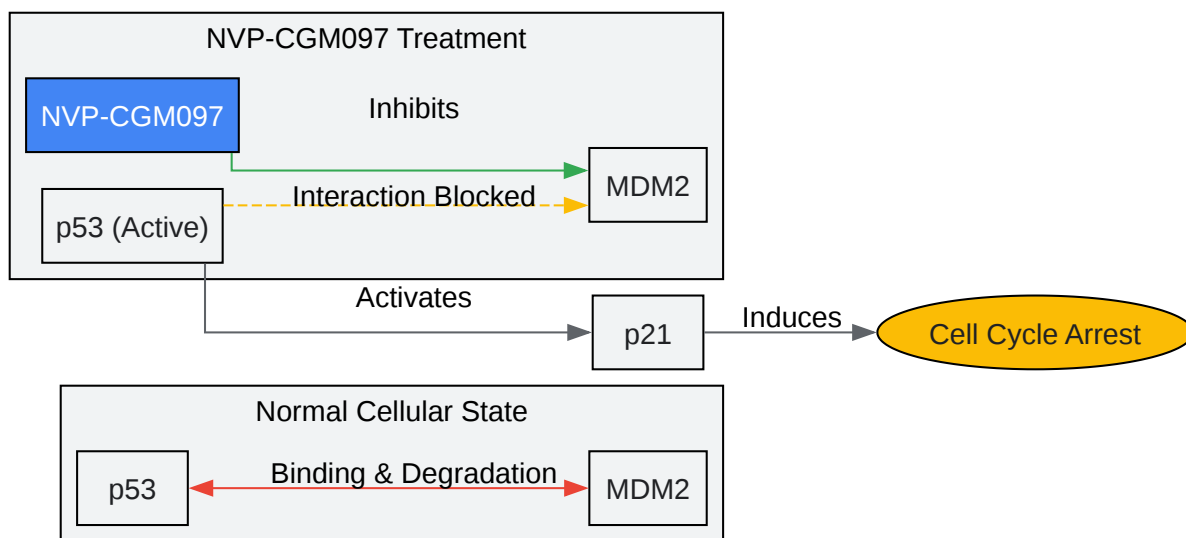 NVP-CGM097 Treatment
NVP-CGM097
Inhibits
MDM2
Interaction Blocked
p53 (Active)
Activates
p21
Induces
Cell Cycle Arrest
Normal Cellular State
p53
Binding & Degradation
MDM2